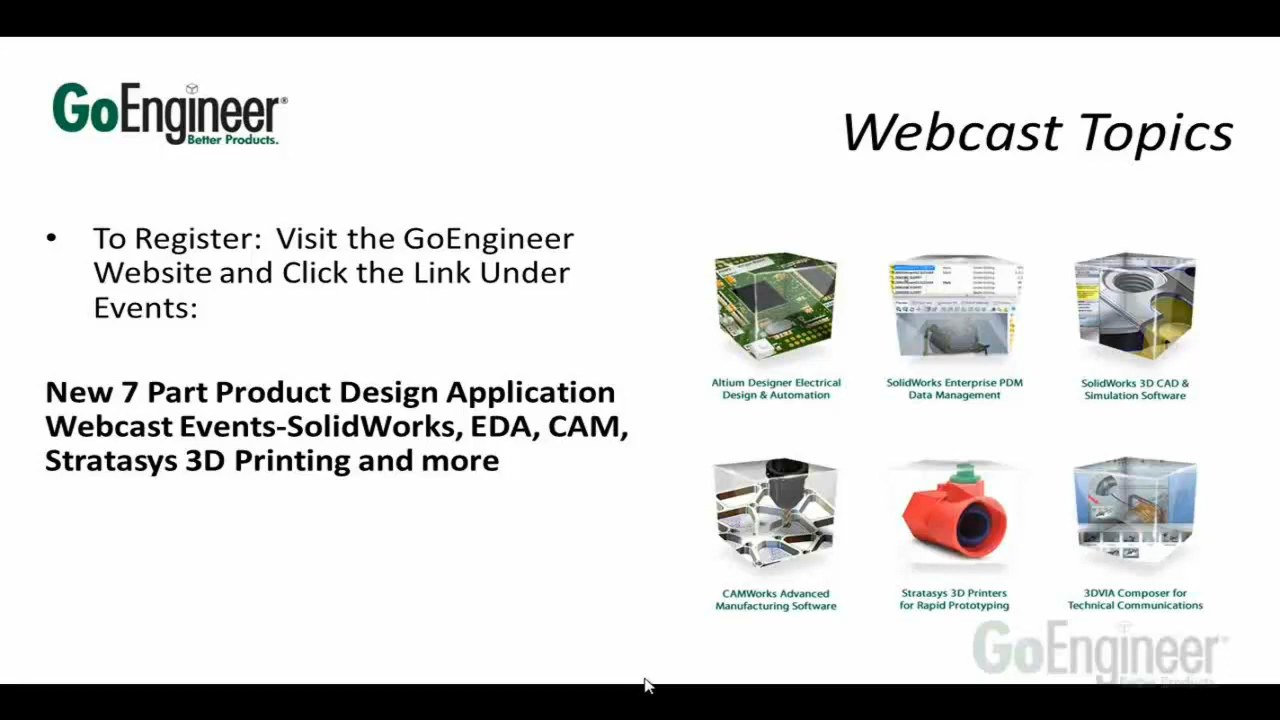 GoEngineer®
Better Products.
Webcast Topics
• To Register: Visit the GoEngineer
Website and Click the Link Under
Events:
New 7 Part Product Design Application
Webcast Events-SolidWorks, EDA, CAM,
Stratasys 3D Printing and more
Altium Designer Electrical
Design & Automation
SolidWorks Enterprise PDM
Data Management
SolidWorks 3D CAD &
Simulation Software
CAMWorks Advanced
Manufacturing Software
Stratasys 3D Printers
for Rapid Prototyping
3DVIA Composer for
Technical Communications
GoEngineer
Better Products.